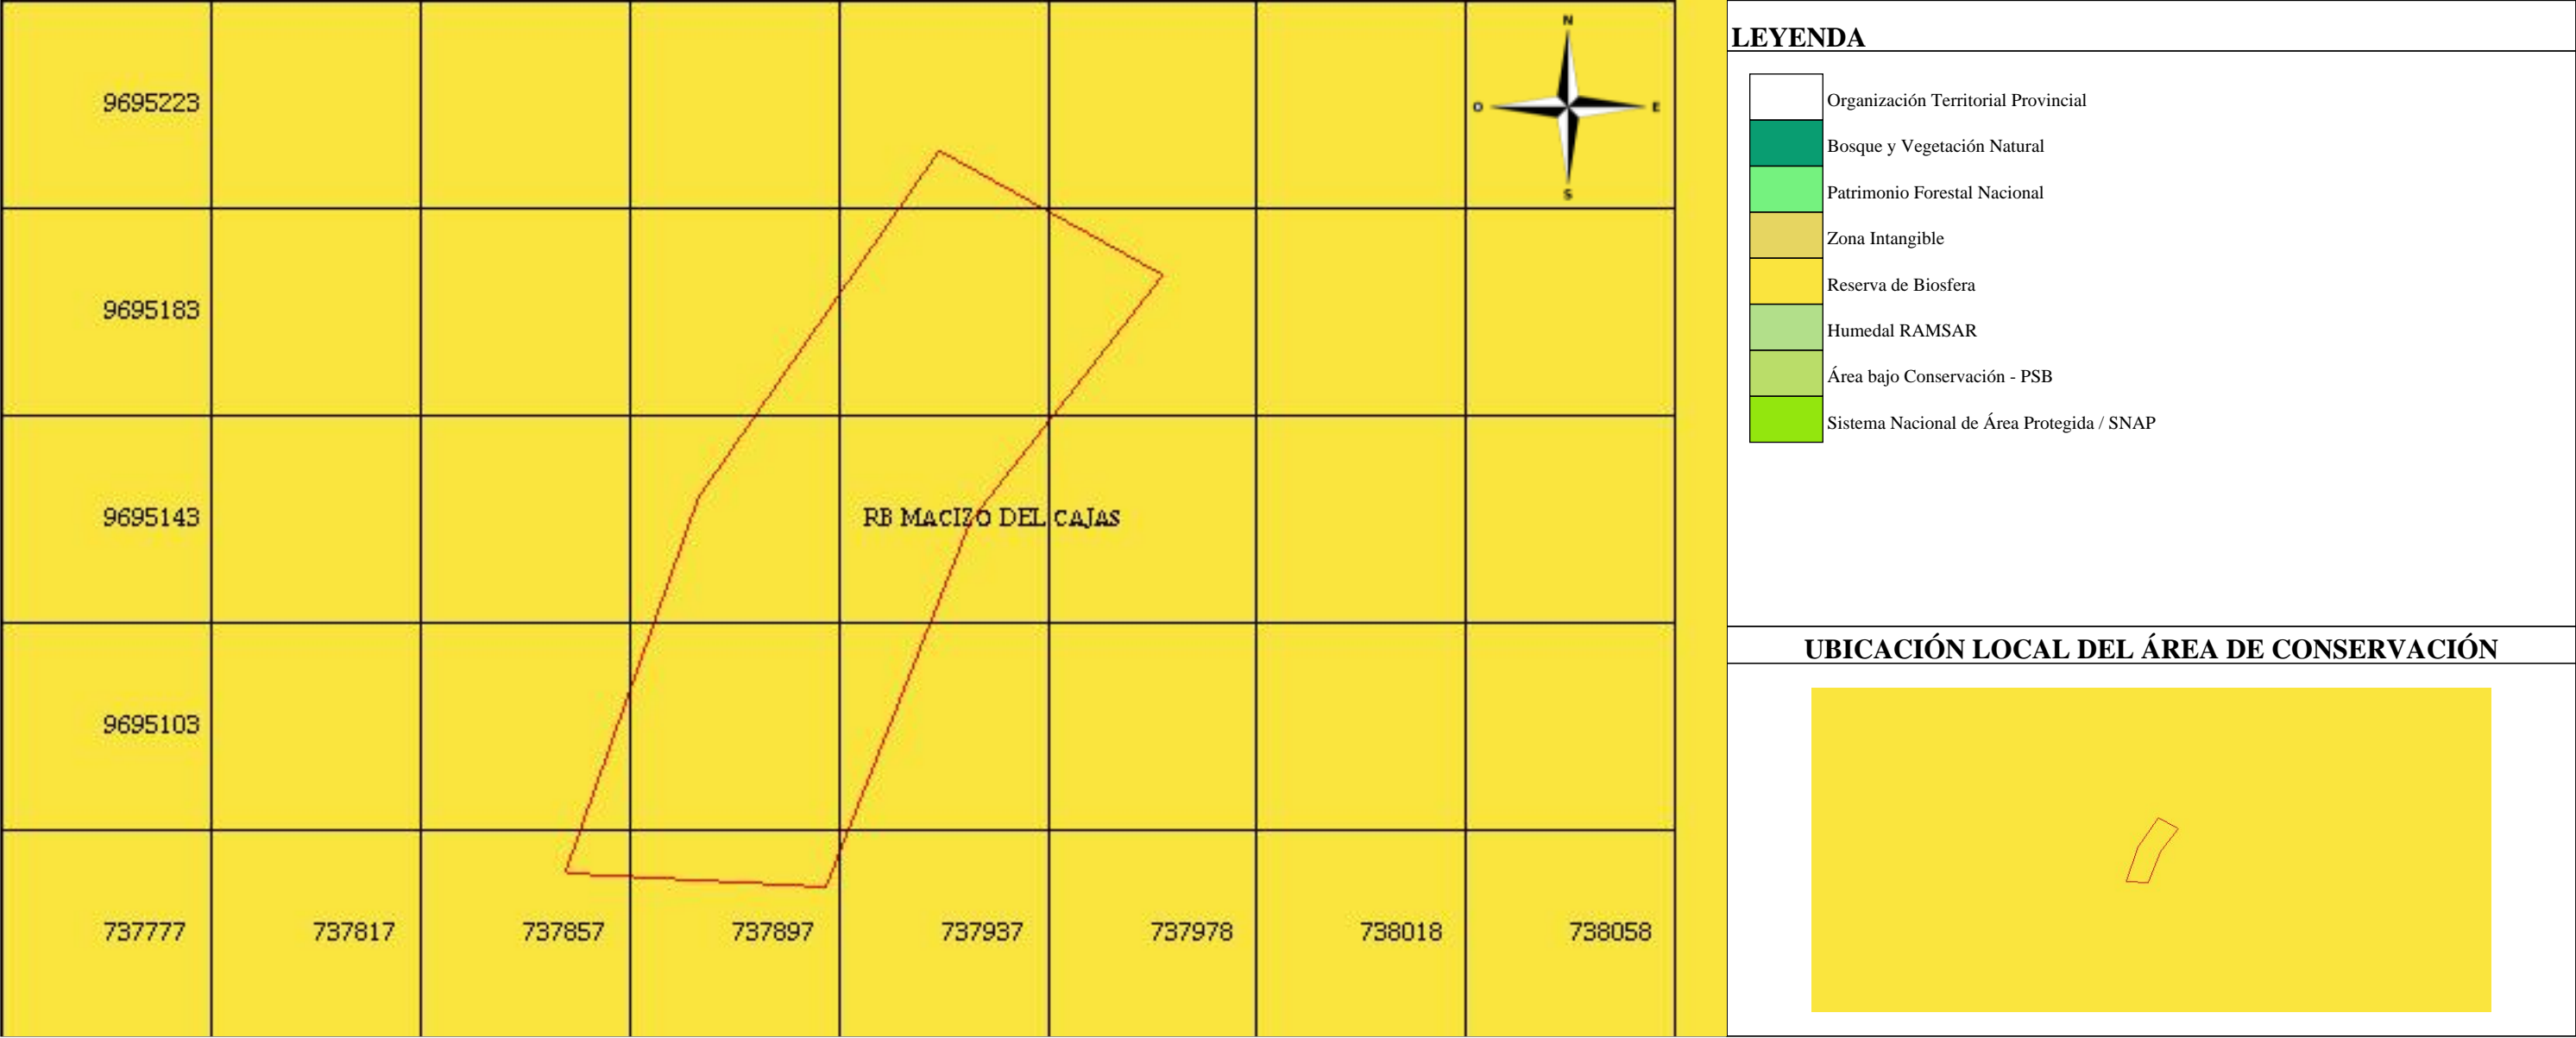 N
O
E
S
9695223
9695183
9695143
RB MACIZO DEL CAJAS
9695103
737777 737817 737857 737897 737937 737978 738018 738058
LEYENDA
Organización Territorial Provincial
Bosque y Vegetación Natural
Patrimonio Forestal Nacional
Zona Intangible
Reserva de Biosfera
Humedal RAMSAR
Área bajo Conservación - PSB
Sistema Nacional de Área Protegida / SNAP
UBICACIÓN LOCAL DEL ÁREA DE CONSERVACIÓN